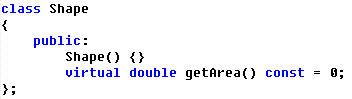 class Shape
{
    public:
        Shape() {}
        virtual double getArea() const = 0;
};